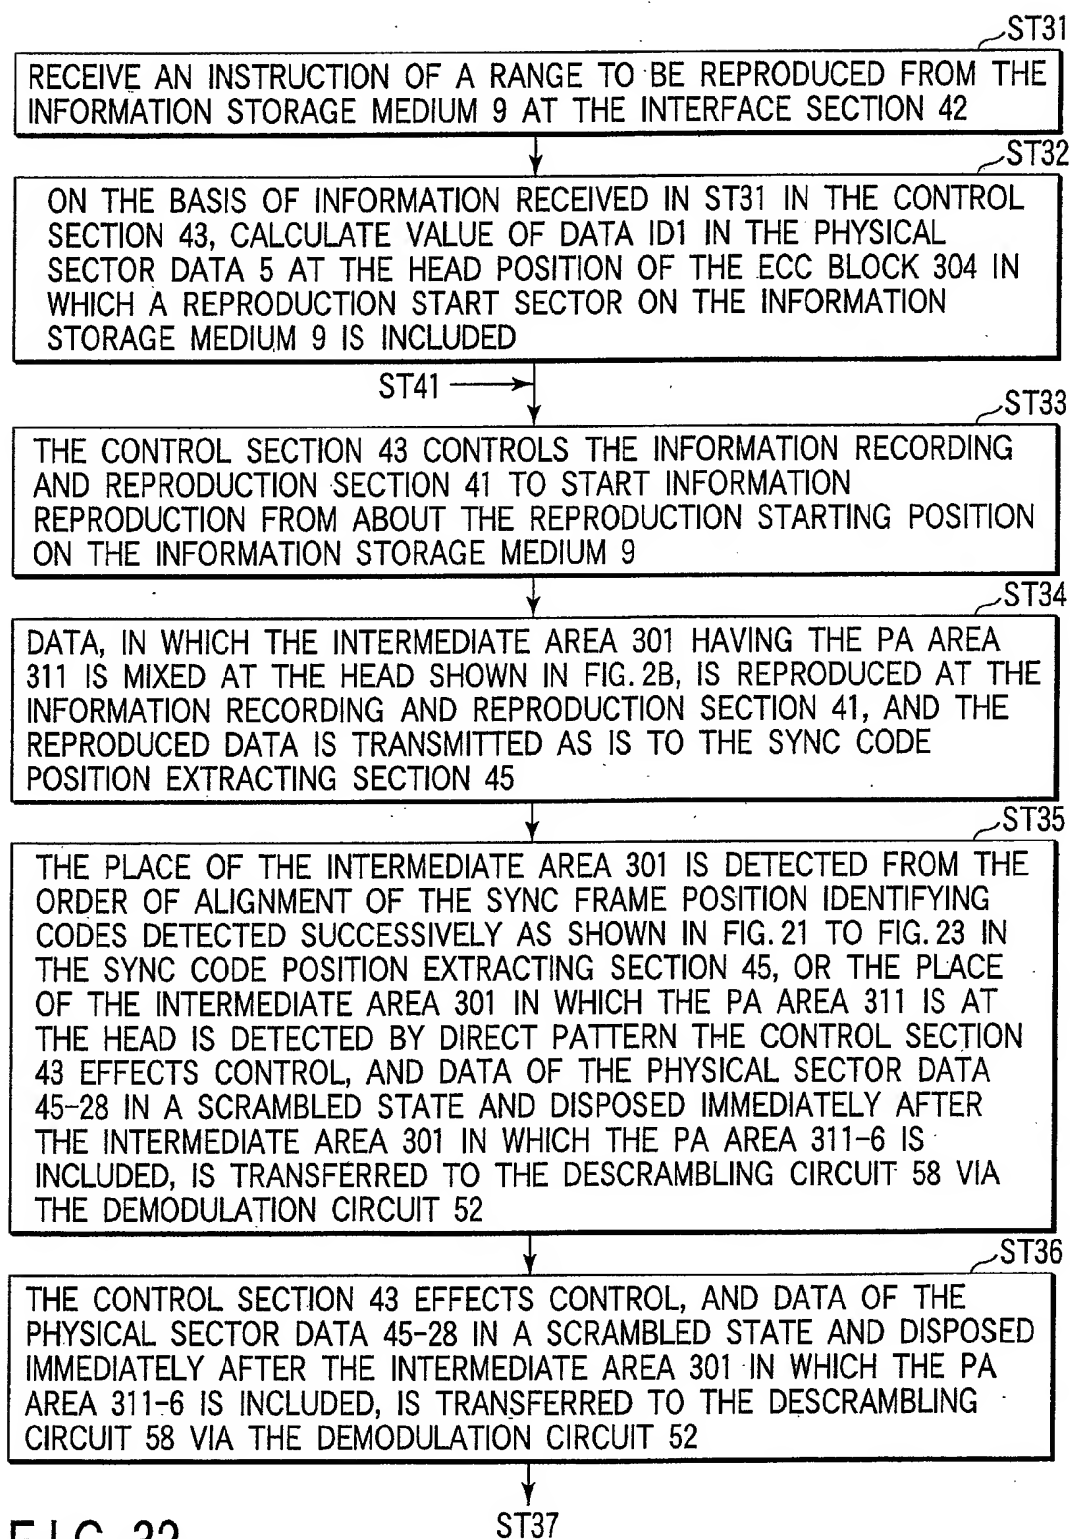 ST31
RECEIVE AN INSTRUCTION OF A RANGE TO BE REPRODUCED FROM THE
INFORMATION STORAGE MEDIUM 9 AT THE INTERFACE SECTION 42
ST32
ON THE BASIS OF INFORMATION RECEIVED IN ST31 IN THE CONTROL
SECTION 43, CALCULATE VALUE OF DATA ID1 IN THE PHYSICAL
SECTOR DATA 5 AT THE HEAD POSITION OF THE ECC BLOCK 304 IN
WHICH A REPRODUCTION START SECTOR ON THE INFORMATION
STORAGE MEDIUM 9 IS INCLUDED
ST41
ST33
THE CONTROL SECTION 43 CONTROLS THE INFORMATION RECORDING
AND REPRODUCTION SECTION 41 TO START INFORMATION
REPRODUCTION FROM ABOUT THE REPRODUCTION STARTING POSITION
ON THE INFORMATION STORAGE MEDIUM 9
ST34
DATA, IN WHICH THE INTERMEDIATE AREA 301 HAVING THE PA AREA
311 IS MIXED AT THE HEAD SHOWN IN FIG. 2B, IS REPRODUCED AT THE
INFORMATION RECORDING AND REPRODUCTION SECTION 41, AND THE
REPRODUCED DATA IS TRANSMITTED AS IS TO THE SYNC CODE
POSITION EXTRACTING SECTION 45
ST35
THE PLACE OF THE INTERMEDIATE AREA 301 IS DETECTED FROM THE
ORDER OF ALIGNMENT OF THE SYNC FRAME POSITION IDENTIFYING
CODES DETECTED SUCCESSIVELY AS SHOWN IN FIG. 21 TO FIG. 23 IN
THE SYNC CODE POSITION EXTRACTING SECTION 45, OR THE PLACE
OF THE INTERMEDIATE AREA 301 IN WHICH THE PA AREA 311 IS AT
THE HEAD IS DETECTED BY DIRECT PATTERN THE CONTROL SECTION
43 EFFECTS CONTROL, AND DATA OF THE PHYSICAL SECTOR DATA
45-28 IN A SCRAMBLED STATE AND DISPOSED IMMEDIATELY AFTER
THE INTERMEDIATE AREA 301 IN WHICH THE PA AREA 311-6 IS
INCLUDED, IS TRANSFERRED TO THE DESCRAMBLING CIRCUIT 58 VIA
THE DEMODULATION CIRCUIT 52
ST36
THE CONTROL SECTION 43 EFFECTS CONTROL, AND DATA OF THE
PHYSICAL SECTOR DATA 45-28 IN A SCRAMBLED STATE AND DISPOSED
IMMEDIATELY AFTER THE INTERMEDIATE AREA 301 IN WHICH THE PA
AREA 311-6 IS INCLUDED, IS TRANSFERRED TO THE DESCRAMBLING
CIRCUIT 58 VIA THE DEMODULATION CIRCUIT 52
ST37